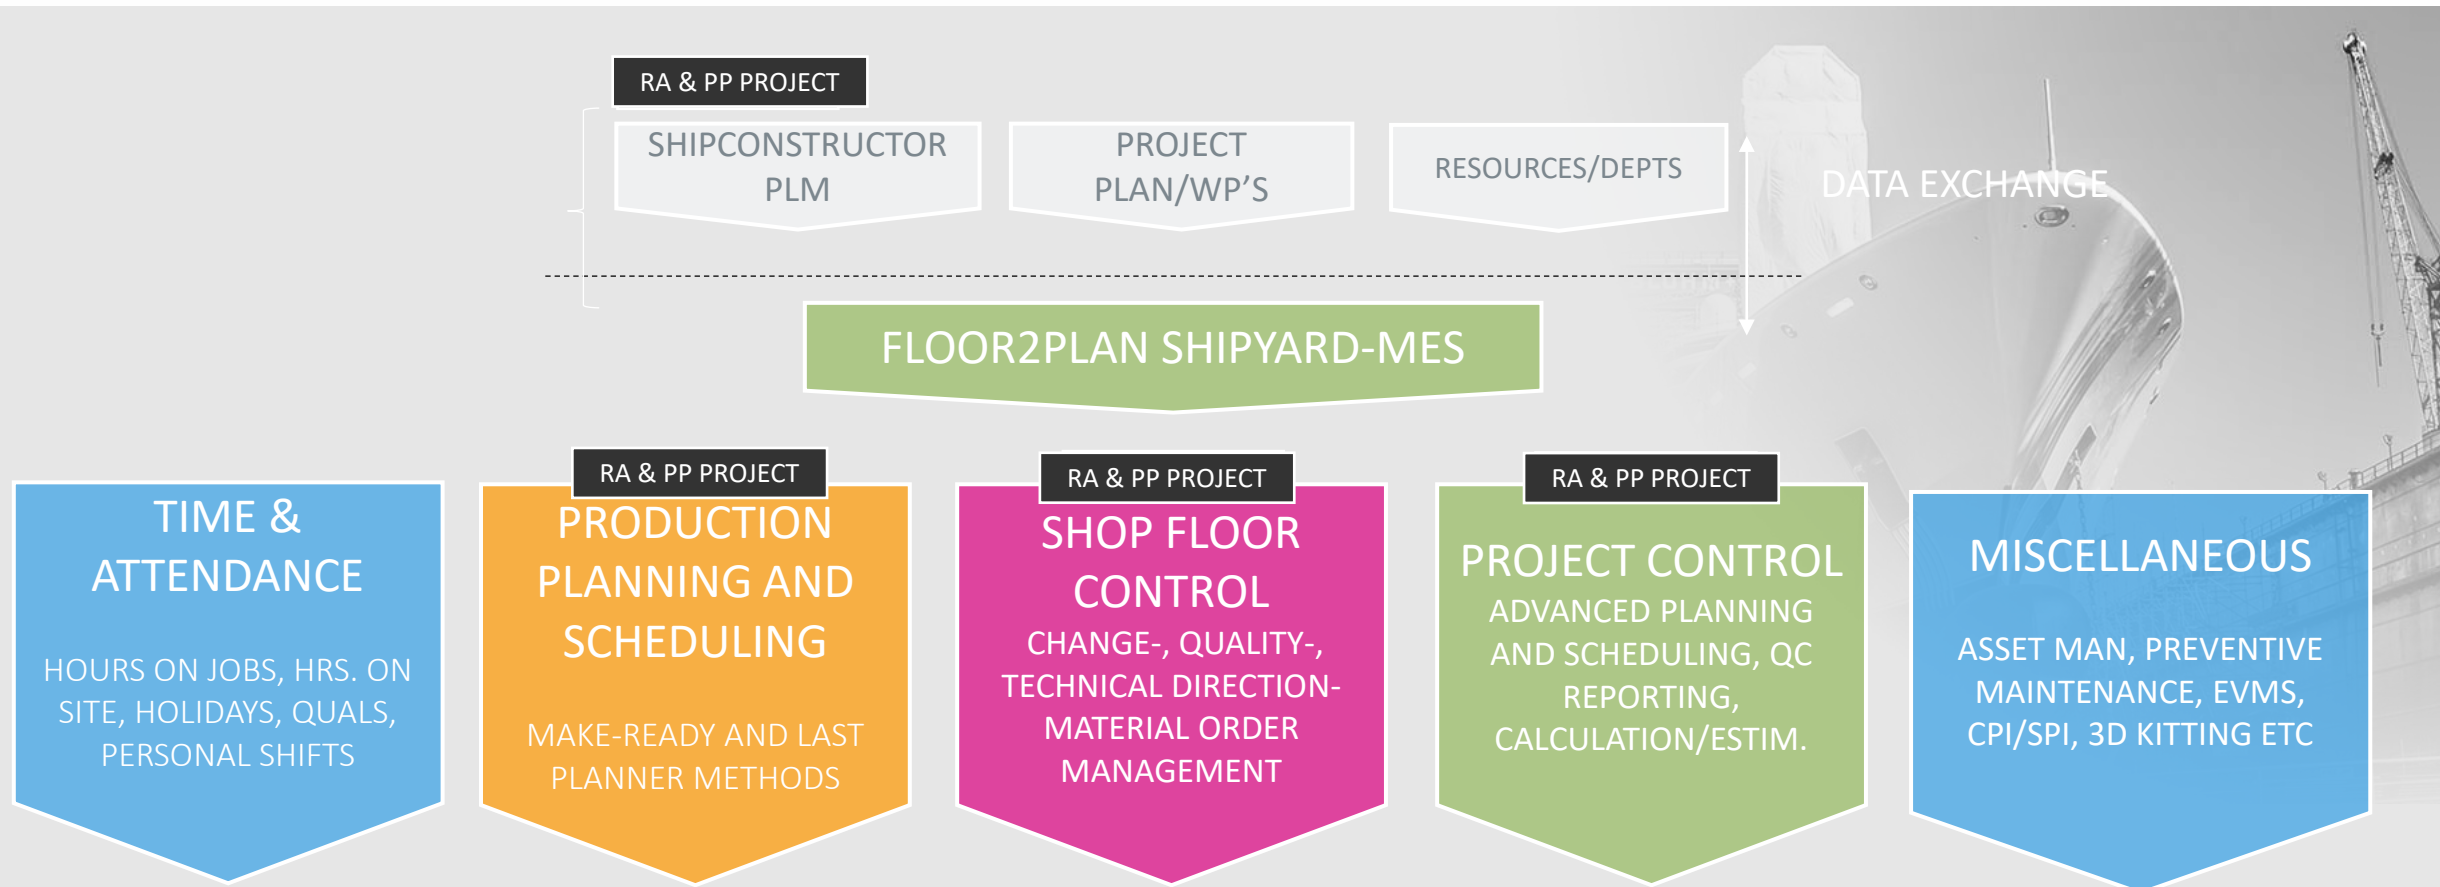 RA & PP PROJECT
SHIPCONSTRUCTOR
PLM
PROJECT
PLAN/WP'S
RESOURCES/DEPTS
DATA EXCHANGE
FLOOR2PLAN SHIPYARD-MES
TIME &
ATTENDANCE
HOURS ON JOBS, HRS. ON
SITE, HOLIDAYS, QUALS,
PERSONAL SHIFTS
RA & PP PROJECT
PRODUCTION
PLANNING AND
SCHEDULING
MAKE-READY AND LAST
PLANNER METHODS
RA & PP PROJECT
SHOP FLOOR
CONTROL
CHANGE-, QUALITY-,
TECHNICAL DIRECTION-
MATERIAL ORDER
MANAGEMENT
RA & PP PROJECT
PROJECT CONTROL
ADVANCED PLANNING
AND SCHEDULING, QC
REPORTING,
CALCULATION/ESTIM.
MISCELLANEOUS
ASSET MAN, PREVENTIVE
MAINTENANCE, EVMS,
CPI/SPI, 3D KITTING ETC